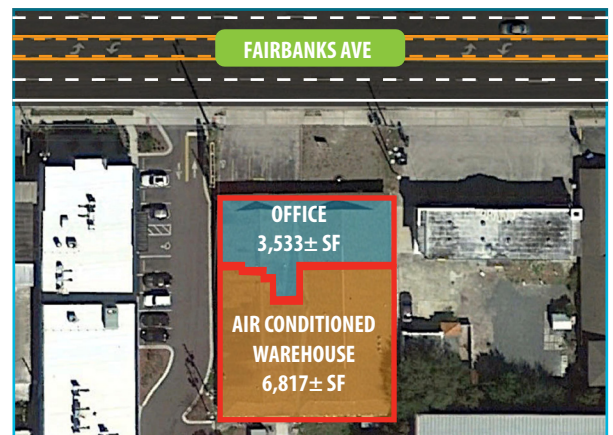 FAIRBANKS AVE
OFFICE
3,533± SF
AIR CONDITIONED
WAREHOUSE
6,817± SF